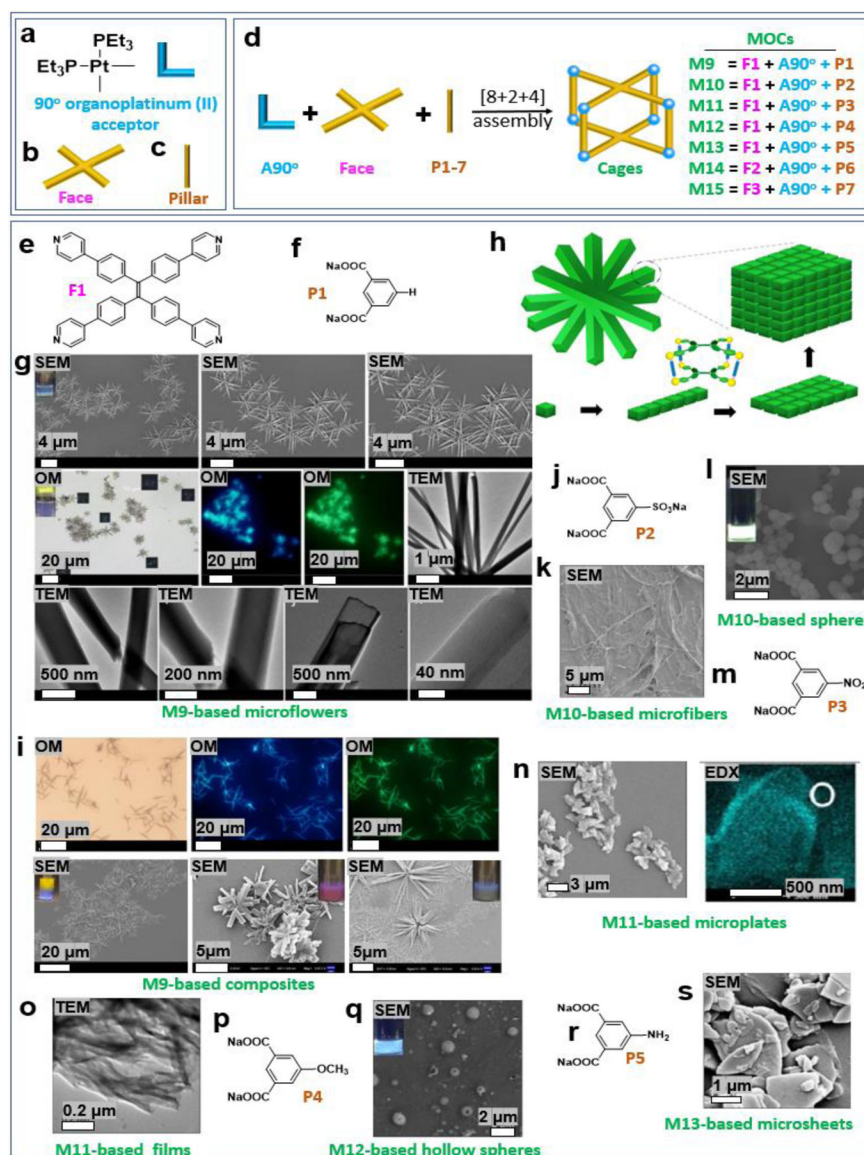 a
PEt3
Et3P-Pt
90° organoplatinum (II)
acceptor
b
Face
c
Pillar
d
A90°
+
Face
+
P1-7
[8+2+4]
assembly
Cages
MOCs
M9 = F1 + A90° + P1
M10 = F1 + A90° + P2
M11 = F1 + A90° + P3
M12 = F1 + A90° + P4
M13 = F1 + A90° + P5
M14 = F2 + A90° + P6
M15 = F3 + A90° + P7
e
N
N
F1
N
N
f
NaOOC
P1
H
NaOOC
h
g
SEM
4 µm
SEM
4 µm
SEM
4 µm
OM
20 µm
20 µm
OM
20 µm
TEM
1 µm
TEM
500 nm
TEM
200 nm
TEM
500 nm
TEM
40 nm
M9-based microflowers
j
NaOOC
SO3Na
NaOOC
P2
k
SEM
5 µm
M10-based microfibers
l
SEM
2µm
M10-based sphere
m
NaOOC
NO2
NaOOC
P3
i
OM
20 µm
OM
20 µm
OM
20 µm
SEM
20 µm
SEM
5µm
SEM
5µm
M9-based composites
n
SEM
3 µm
EDX
O
500 nm
M11-based microplates
o
TEM
0.2 µm
M11-based films
p
NaOOC
OCH3
NaOOC
P4
q
SEM
2 µm
M12-based hollow spheres
r
NaOOC
NH2
NaOOC
P5
s
SEM
1 µm
M13-based microsheets